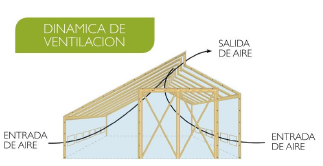 DINAMICA DE
VENTILACION
SALIDA
DE AIRE
ENTRADA
DE AIRE
ENTRADA
DE AIRE